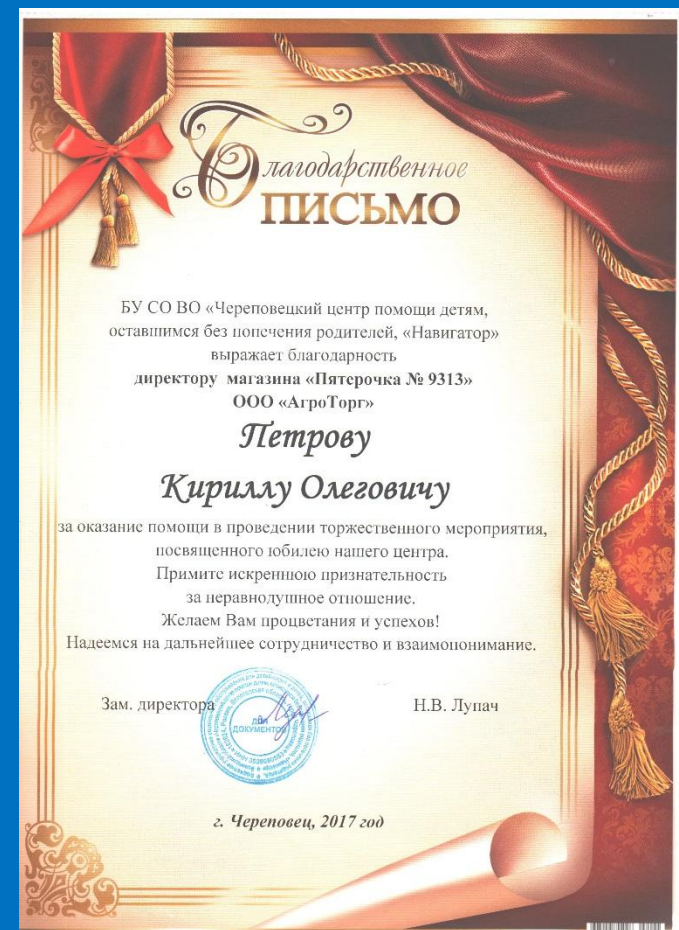 Благодарственное
ПИСЬМО
БУ СО ВО «Череповецкий центр помощи детям,
оставшимся без попечения родителей, «Навигатор»
выражает благодарность
директору магазина «Пятерочка № 9313»
ООО «АгроТорг»
Петрову
Кириллу Олеговичу
за оказание помощи в проведении торжественного мероприятия,
посвященного юбилею нашего центра.
Примите искреннюю признательность
за неравнодушное отношение.
Желаем Вам процветания и успехов!
Надеемся на дальнейшее сотрудничество и взаимопонимание.
Зам. директора
Н.В. Лупач
ДЛЯ
ДОКУМЕНТОВ
г. Череповец, 2017 год